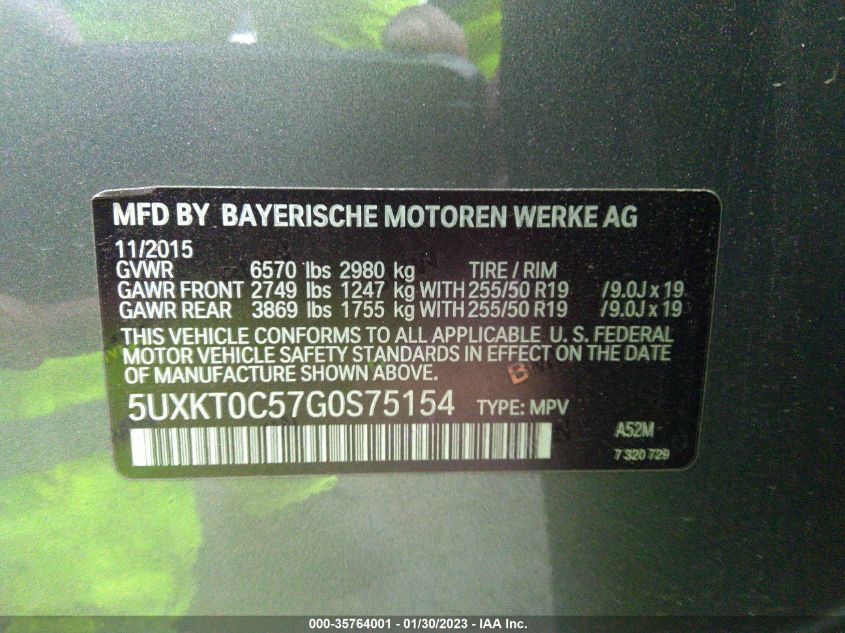 MFD BY BAYERISCHE MOTOREN WERKE AG
11/2015
GVWR 6570 lbs 2980 kg TIRE / RIM
GAWR FRONT 2749 lbs 1247 kg WITH 255/50 R19 /9.0J x 19
GAWR REAR 3869 lbs 1755 kg WITH 255/50 R19 /9.0J x 19
THIS VEHICLE CONFORMS TO ALL APPLICABLE U. S. FEDERAL
MOTOR VEHICLE SAFETY STANDARDS IN EFFECT ON THE DATE
OF MANUFACTURE SHOWN ABOVE.
5UXKT0C57G0S75154 TYPE: MPV
A52M
7 320 729
000-35764001 - 01/30/2023 - IAA Inc.